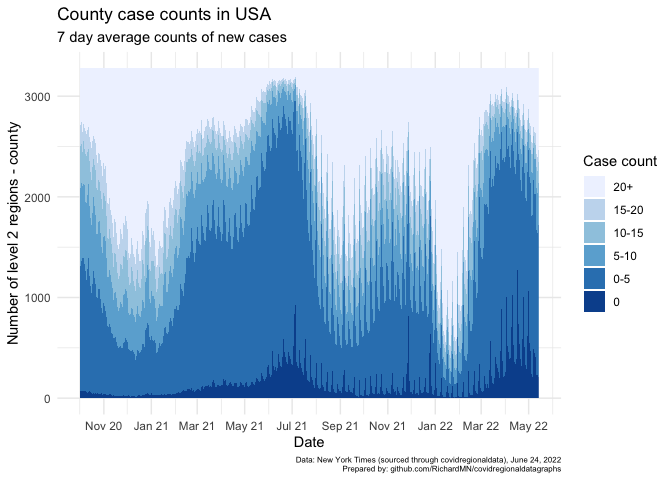 County case counts in USA
7 day average counts of new cases
Number of level 2 regions - county
3000
2000
1000
0
Nov 20 Jan 21 Mar 21 May 21 Jul 21 Sep 21 Nov 21 Jan 22 Mar 22 May 22
Date
Case count
20+
15-20
10-15
5-10
0-5
0
Data: New York Times (sourced through covidregionaldata), June 24, 2022
Prepared by: github.com/RichardMN/covidregionaldatagraphs